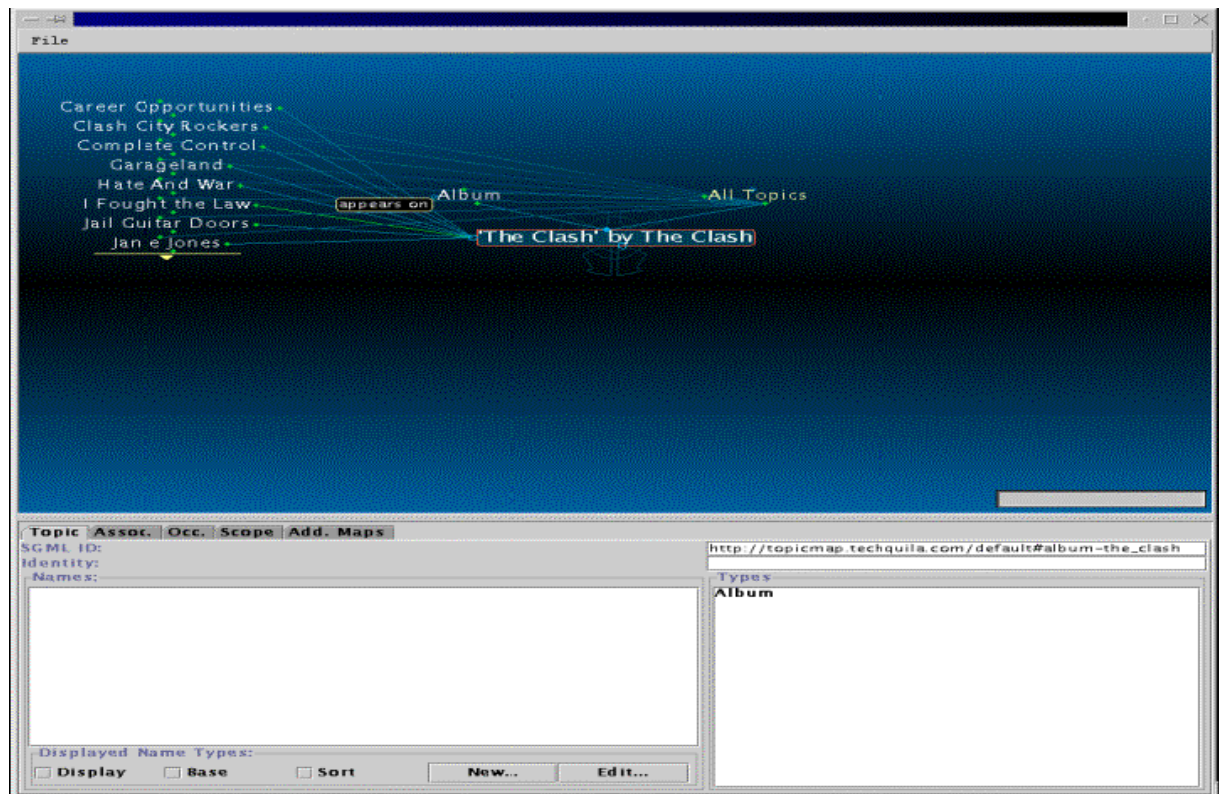 File
Career Opportunities
Clash City Rockers
Complete Control
Garageland
Hate And War
Album
All Topics
I Fought the Law
appears on
Jail Guitar Doors
'The Clash' by The Clash
Jan e Jones
Topic Assoc. Occ. Scope Add. Maps
SGML ID:
http://topicmap.techquila.com/default#album-the_clash
Identity:
Names:
Types
Album
Displayed Name Types:
Display Base Sort New... Edit...